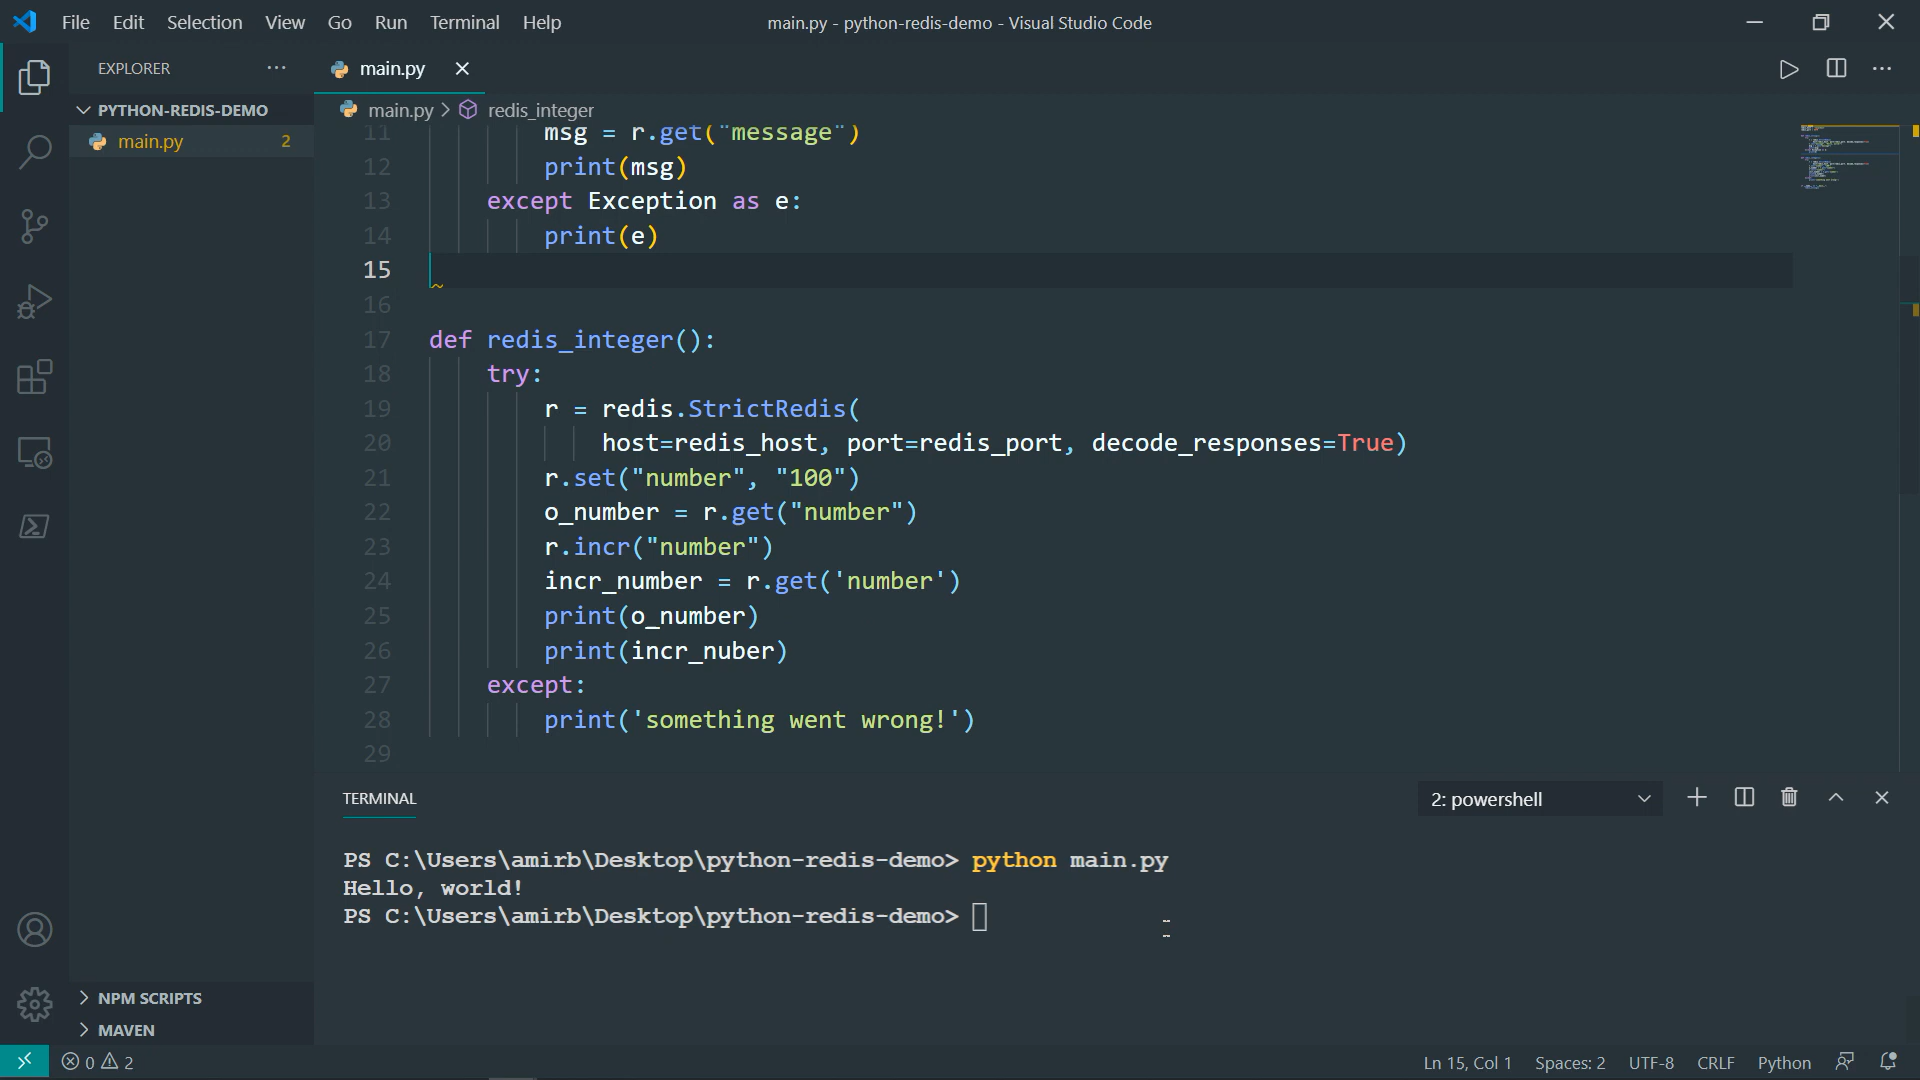 File Edit Selection View Go Run Terminal Help
main.py - python-redis-demo - Visual Studio Code
EXPLORER
main.py
PYTHON-REDIS-DEMO
main.py 2
main.py > redis_integer
11 msg = r.get("message")
12 print(msg)
13 except Exception as e:
14 print(e)
15
16
17 def redis_integer():
18 try:
19 r = redis.StrictRedis(
20 host=redis_host, port=redis_port, decode_responses=True)
21 r.set("number", "100")
22 o_number = r.get("number")
23 r.incr("number")
24 incr_number = r.get('number')
25 print(o_number)
26 print(incr_nuber)
27 except:
28 print('something went wrong!')
29
TERMINAL
2: powershell
PS C:\Users\amirb\Desktop\python-redis-demo> python main.py
Hello, world!
PS C:\Users\amirb\Desktop\python-redis-demo>
NPM SCRIPTS
MAVEN
0 2
Ln 15, Col 1 Spaces: 2 UTF-8 CRLF Python